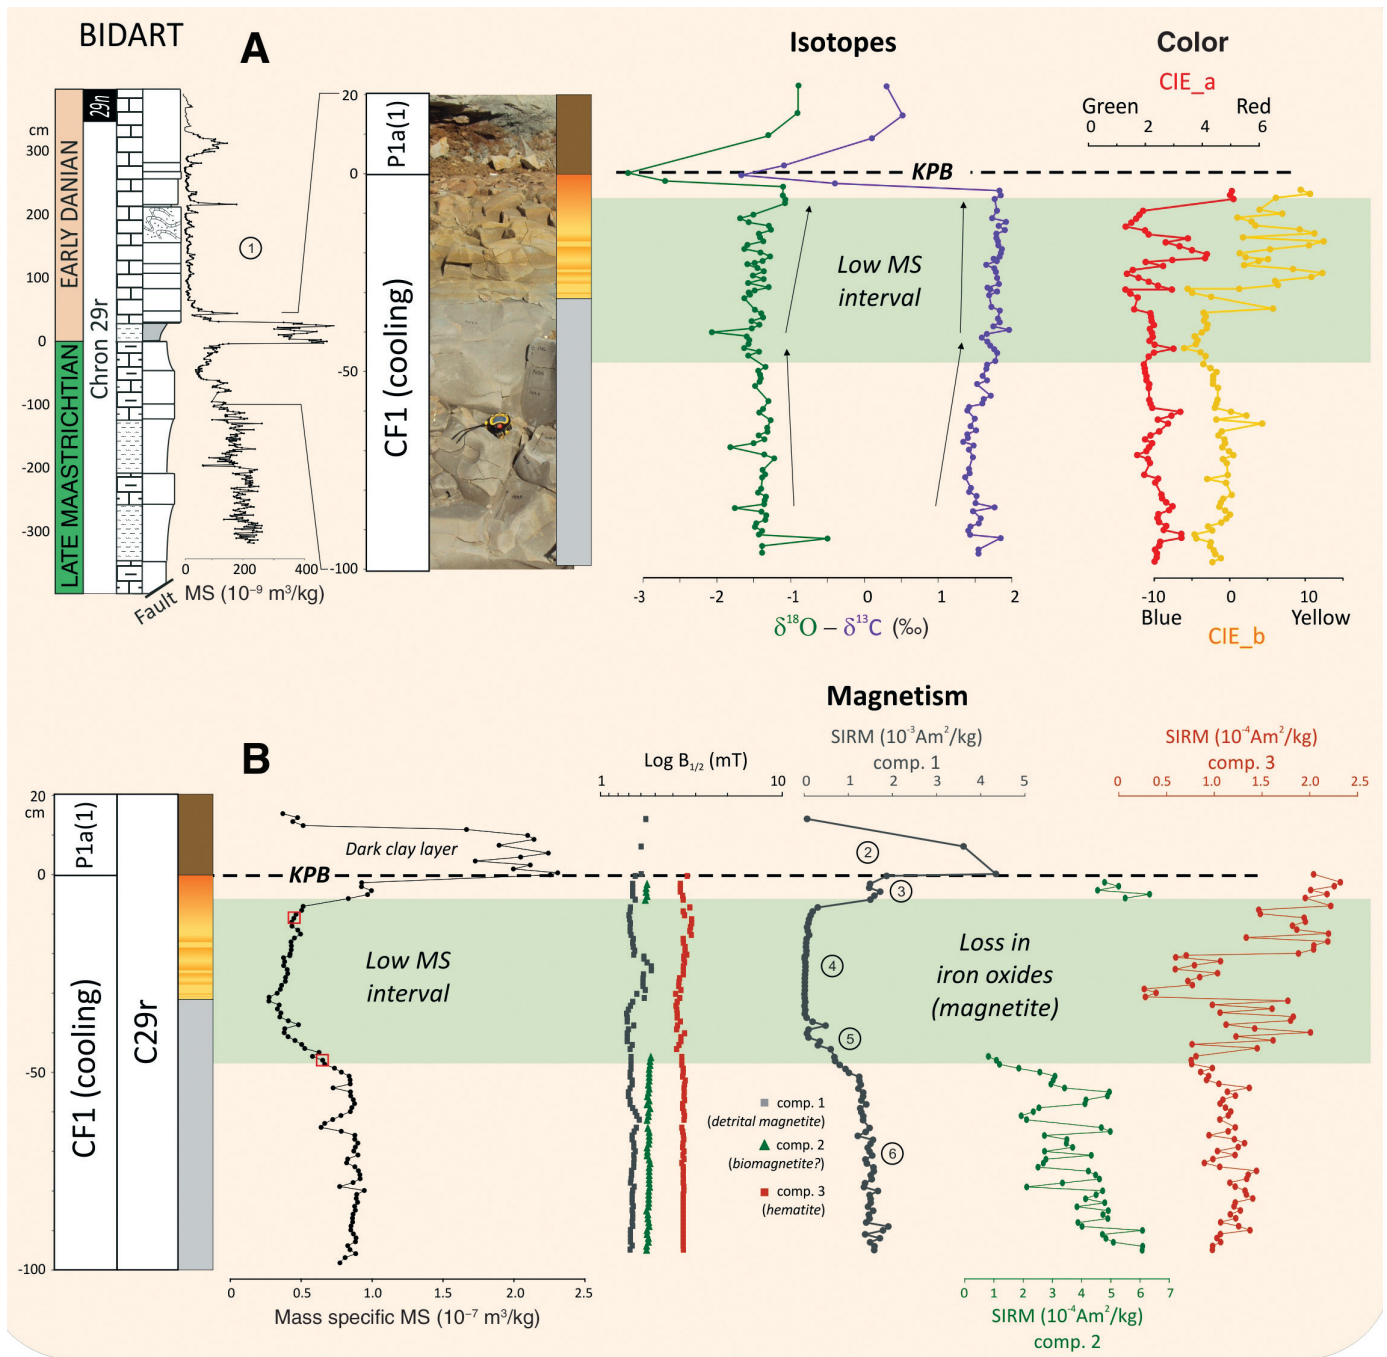 BIDART
A
Isotopes
Color
CIE_a
Green
Red
0
2
4
6
29n
Chron 29r
EARLY DANIAN
LATE MAASTRICHTIAN
cm
300
200
100
0
-100
-200
-300
1
0
200
400
MS (10⁻⁹ m³/kg)
Fault
20
0
-50
-100
P1a(1)
CF1 (cooling)
KPB
Low MS
interval
-3
-2
-1
0
1
2
δ¹⁸O – δ¹³C (‰)
-10
0
10
Blue
Yellow
CIE_b
Magnetism
B
Log B1/2 (mT)
1
10
SIRM (10⁻³Am²/kg)
comp. 1
0
1
2
3
4
5
SIRM (10⁻⁴Am²/kg)
comp. 3
0
0.5
1.0
1.5
2.0
2.5
20
cm
0
-50
-100
P1a(1)
CF1 (cooling)
C29r
Dark clay layer
KPB
2
3
Low MS
interval
4
Loss in
iron oxides
(magnetite)
5
comp. 1
(detrital magnetite)
comp. 2
(biomagnetite?)
comp. 3
(hematite)
6
0
0.5
1.0
1.5
2.0
2.5
Mass specific MS (10⁻⁷ m³/kg)
0
1
2
3
4
5
6
7
SIRM (10⁻⁴Am²/kg)
comp. 2